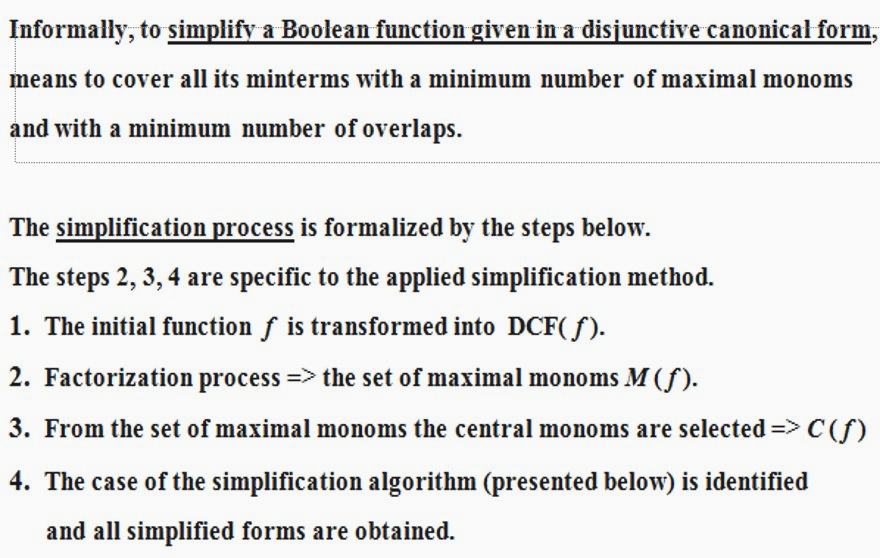 Informally, to simplify a Boolean function given in a disjunctive canonical form,
means to cover all its minterms with a minimum number of maximal monoms
and with a minimum number of overlaps.
The simplification process is formalized by the steps below.
The steps 2, 3, 4 are specific to the applied simplification method.
1. The initial function f is transformed into DCF( f ).
2. Factorization process => the set of maximal monoms M ( f ).
3. From the set of maximal monoms the central monoms are selected => C ( f )
4. The case of the simplification algorithm (presented below) is identified
and all simplified forms are obtained.